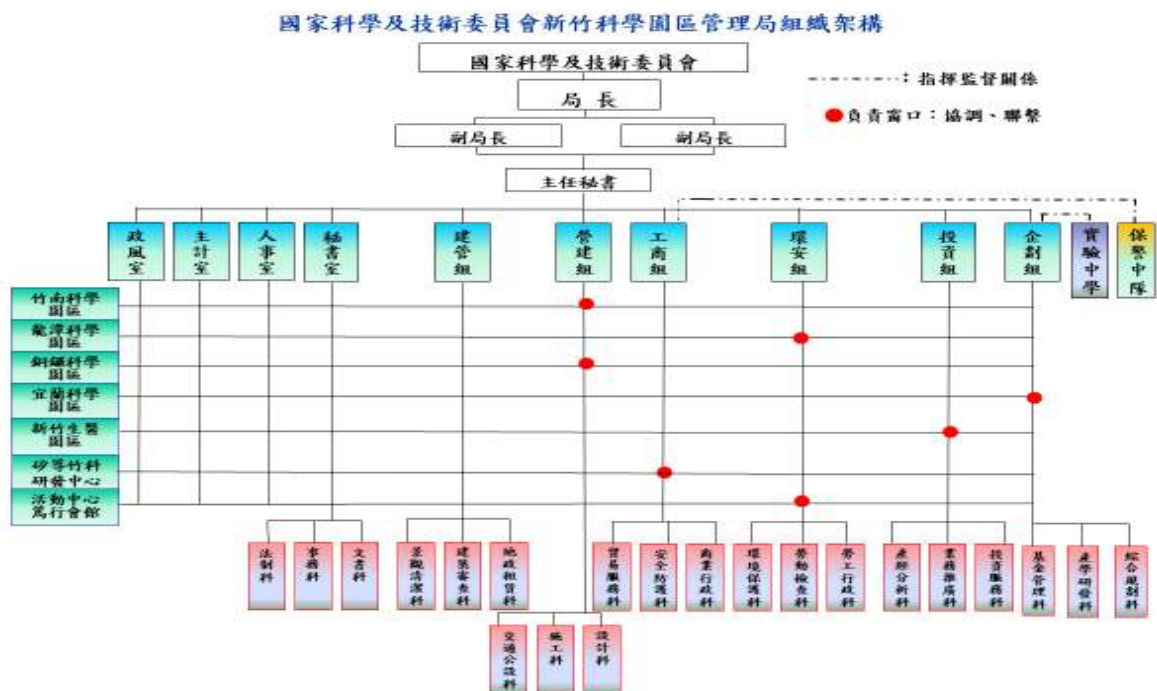 國家科學及技術委員會新竹科學園區管理局組織架構
國家科學及技術委員會
：指揮監督關係
局長
負責窗口：協調、聯繫
副局長
副局長
主任秘書
政風室
主計室
人事室
秘書室
建管組
營建組
工商組
環安組
投資組
企劃組
實驗中學
保警中隊
竹南科學
園區
龍潭科學
園區
銅鑼科學
園區
宜蘭科學
園區
新竹生醫
園區
矽導竹科
研發中心
活動中心
篤行會館
法制科
事務科
文書科
景觀清潔科
建築審查科
地政租賃科
貿易服務科
安全防護科
商業行政科
環境保護科
勞動檢查科
勞工行政科
產經分析科
業務推廣科
投資服務科
基金管理科
產學研發科
綜合規劃科
交通公設科
施工科
設計科